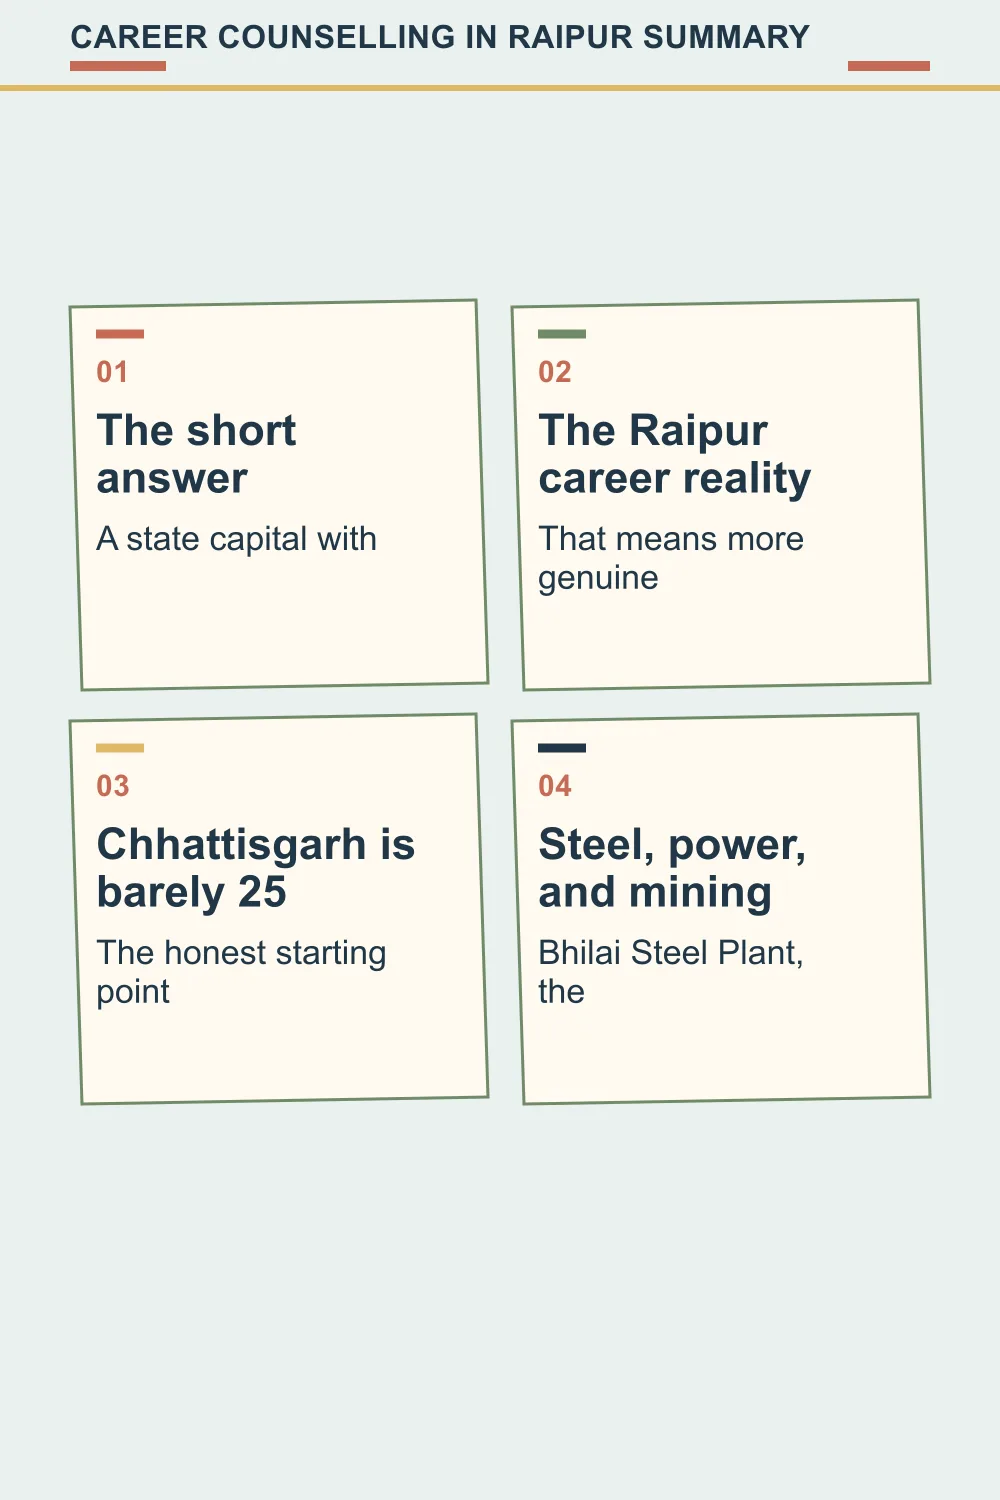 CAREER COUNSELLING IN RAIPUR SUMMARY
01
The short
answer
A state capital with
02
The Raipur
career reality
That means more
genuine
03
Chhattisgarh is
barely 25
The honest starting
point
04
Steel, power,
and mining
Bhilai Steel Plant,
the